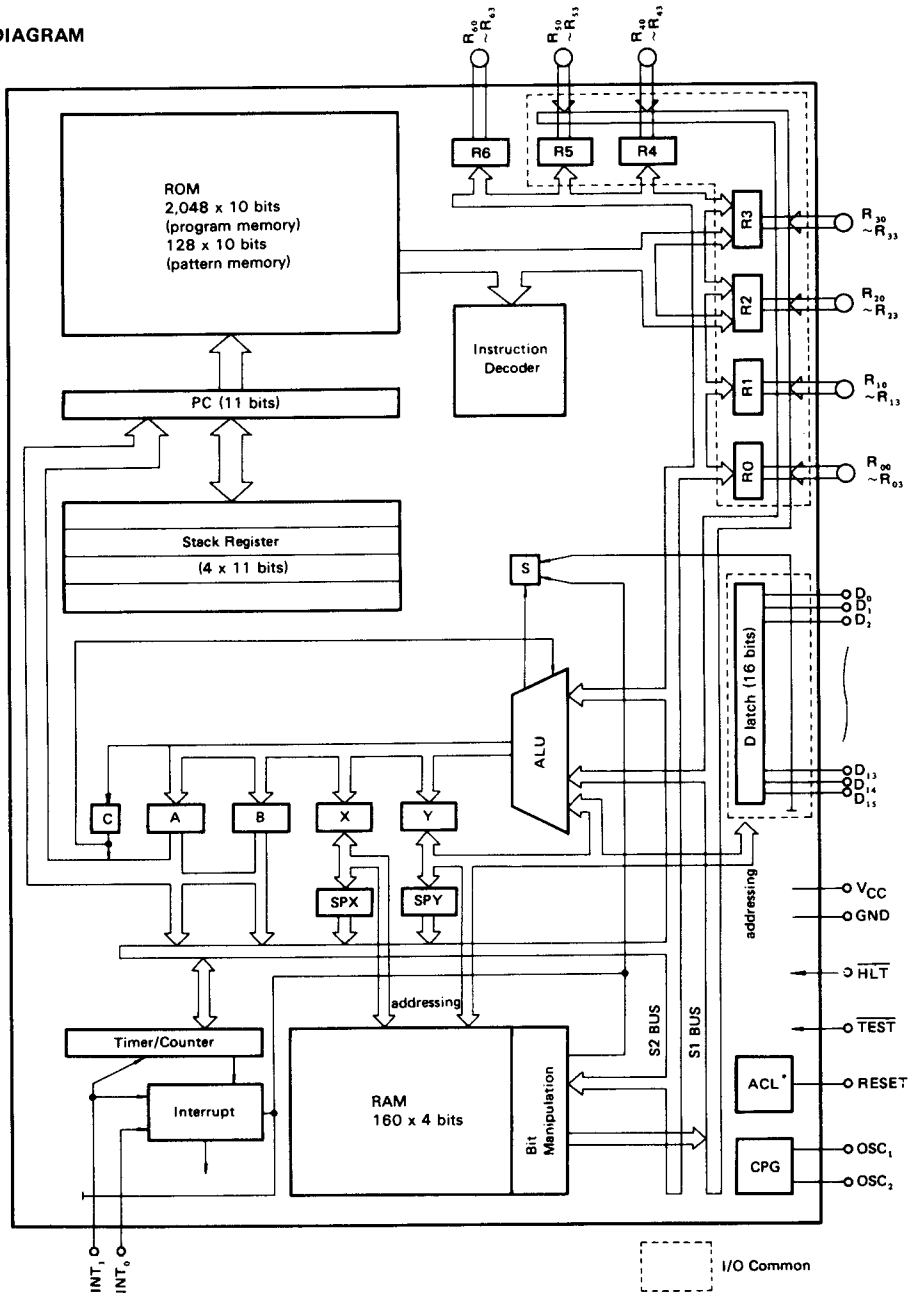 DIAGRAM
R₆₀
~R₆₃
R₅₀
~R₅₃
R₄₀
~R₄₃
ROM
2,048 x 10 bits
(program memory)
128 x 10 bits
(pattern memory)
R6
R5
R4
R3
R₃₀
~R₃₃
R2
R₂₀
~R₂₃
R1
R₁₀
~R₁₃
R0
R₀₀
~R₀₃
Instruction
Decoder
PC (11 bits)
Stack Register
(4 x 11 bits)
S
D latch (16 bits)
D₀
D₁
D₂
D₁₃
D₁₄
D₁₅
ALU
C
A
B
X
Y
SPX
SPY
addressing
addressing
V_CC
GND
H̅L̅T̅
T̅E̅S̅T̅
RESET
OSC₁
OSC₂
Timer/Counter
Interrupt
RAM
160 x 4 bits
Bit
Manipulation
S2 BUS
S1 BUS
ACL*
CPG
INT₁
INT₀
I/O Common